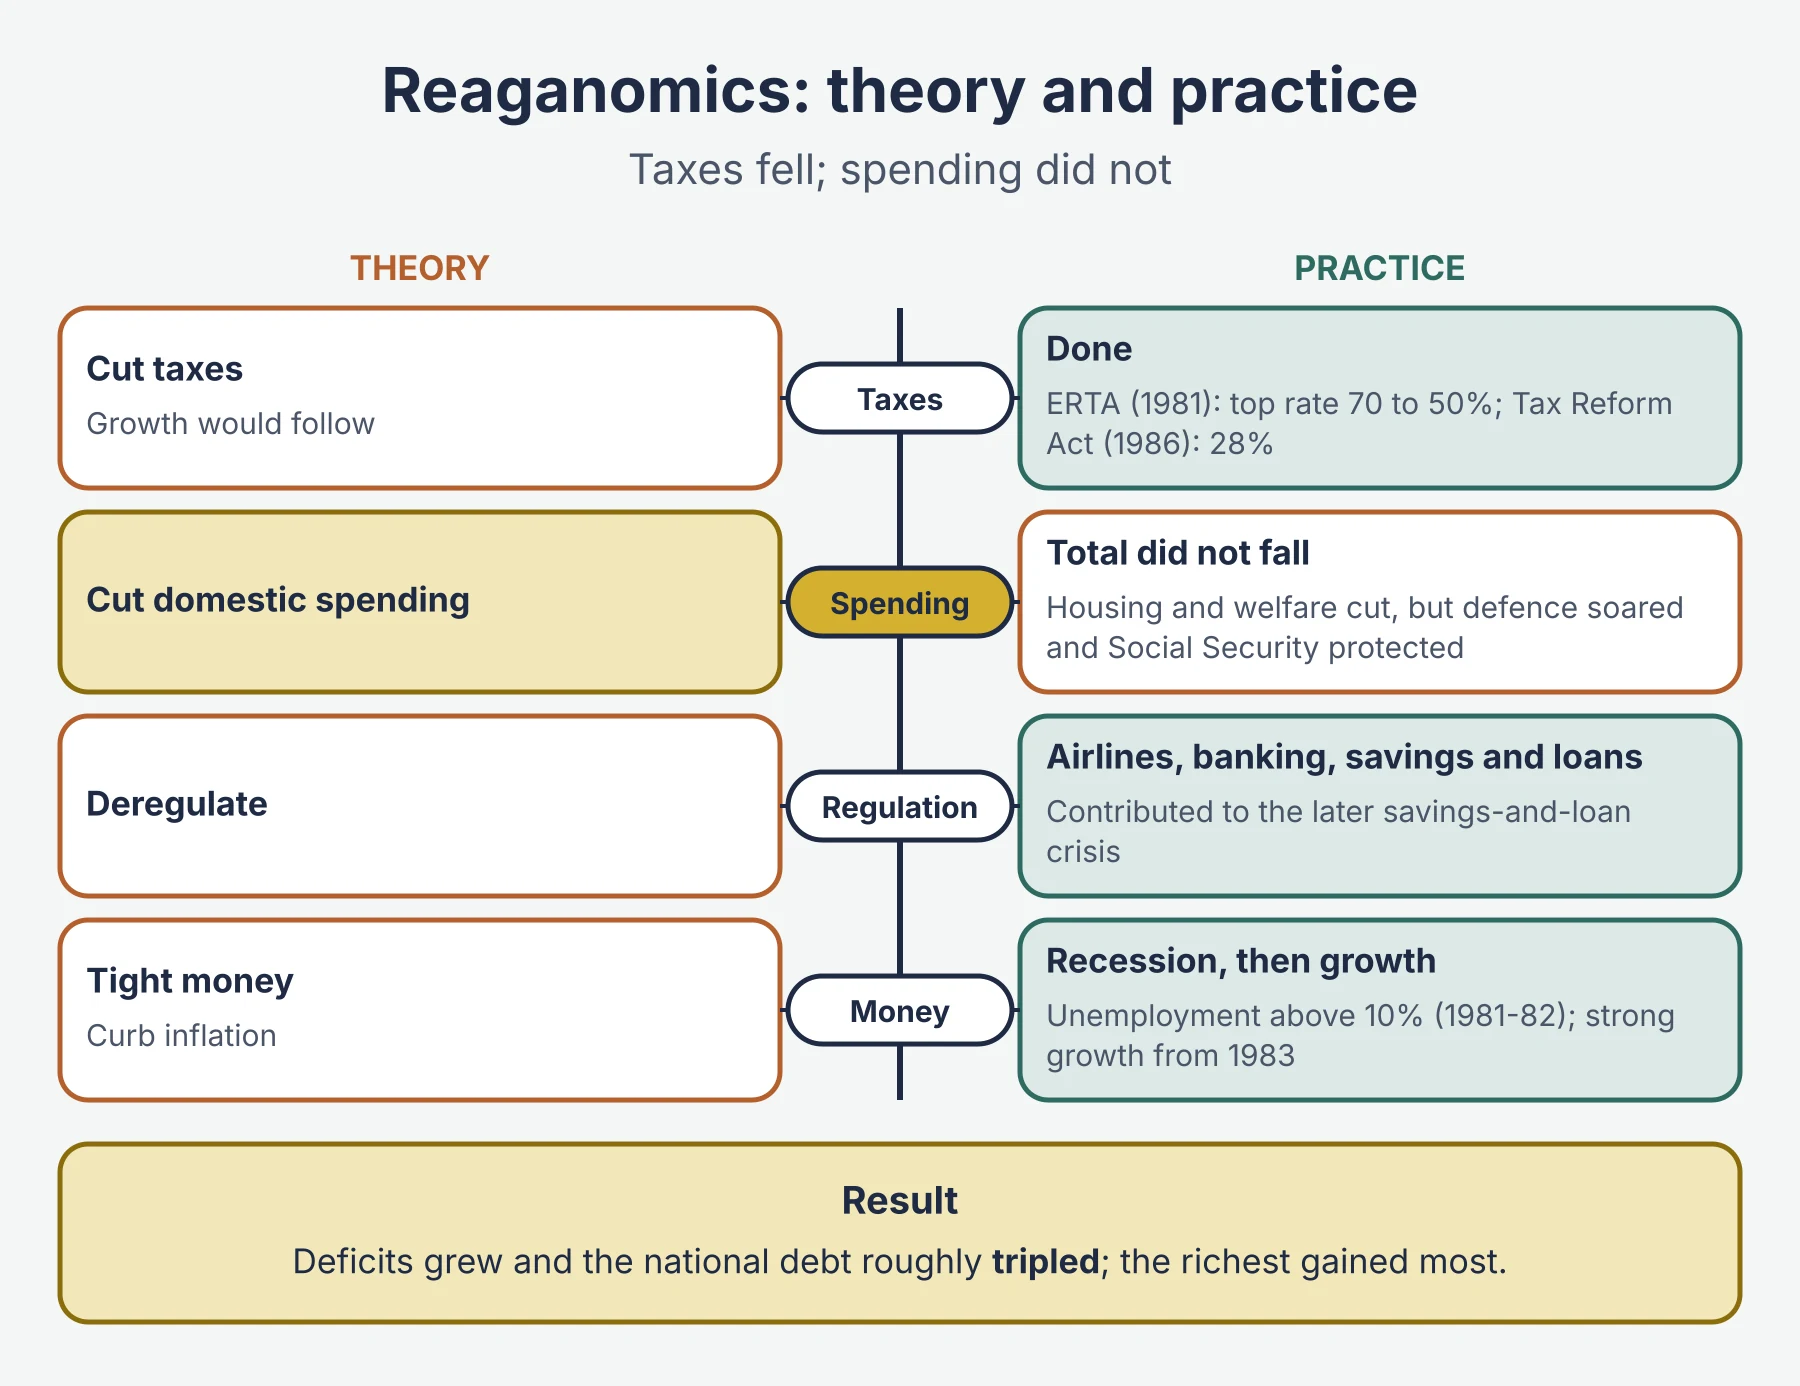 Reaganomics: theory and practice
Taxes fell; spending did not
THEORY
PRACTICE
Cut taxes
Growth would follow
Taxes
Done
ERTA (1981): top rate 70 to 50%; Tax Reform
Act (1986): 28%
Cut domestic spending
Spending
Total did not fall
Housing and welfare cut, but defence soared
and Social Security protected
Deregulate
Regulation
Airlines, banking, savings and loans
Contributed to the later savings-and-loan
crisis
Tight money
Curb inflation
Money
Recession, then growth
Unemployment above 10% (1981-82); strong
growth from 1983
Result
Deficits grew and the national debt roughly tripled; the richest gained most.